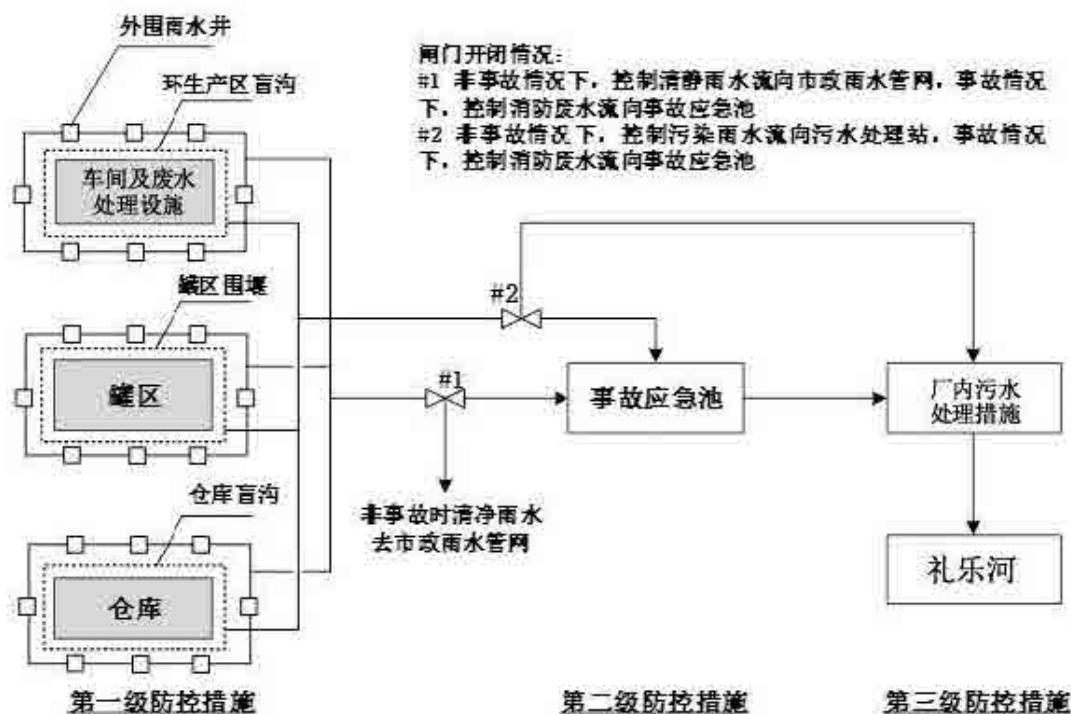 外围雨水井
闸门开闭情况：
#1 非事故情况下，控制清静雨水流向市政雨水管网，事故情况
下，控制消防废水流向事故应急池
#2 非事故情况下，控制污染雨水流向污水处理站，事故情况
下，控制消防废水流向事故应急池
环生产区盲沟
车间及废水
处理设施
罐区围堰
#2
罐区
#1
事故应急池
厂内污水
处理措施
仓库盲沟
非事故时清净雨水
去市政雨水管网
仓库
礼乐河
第一级防控措施
第二级防控措施
第三级防控措施